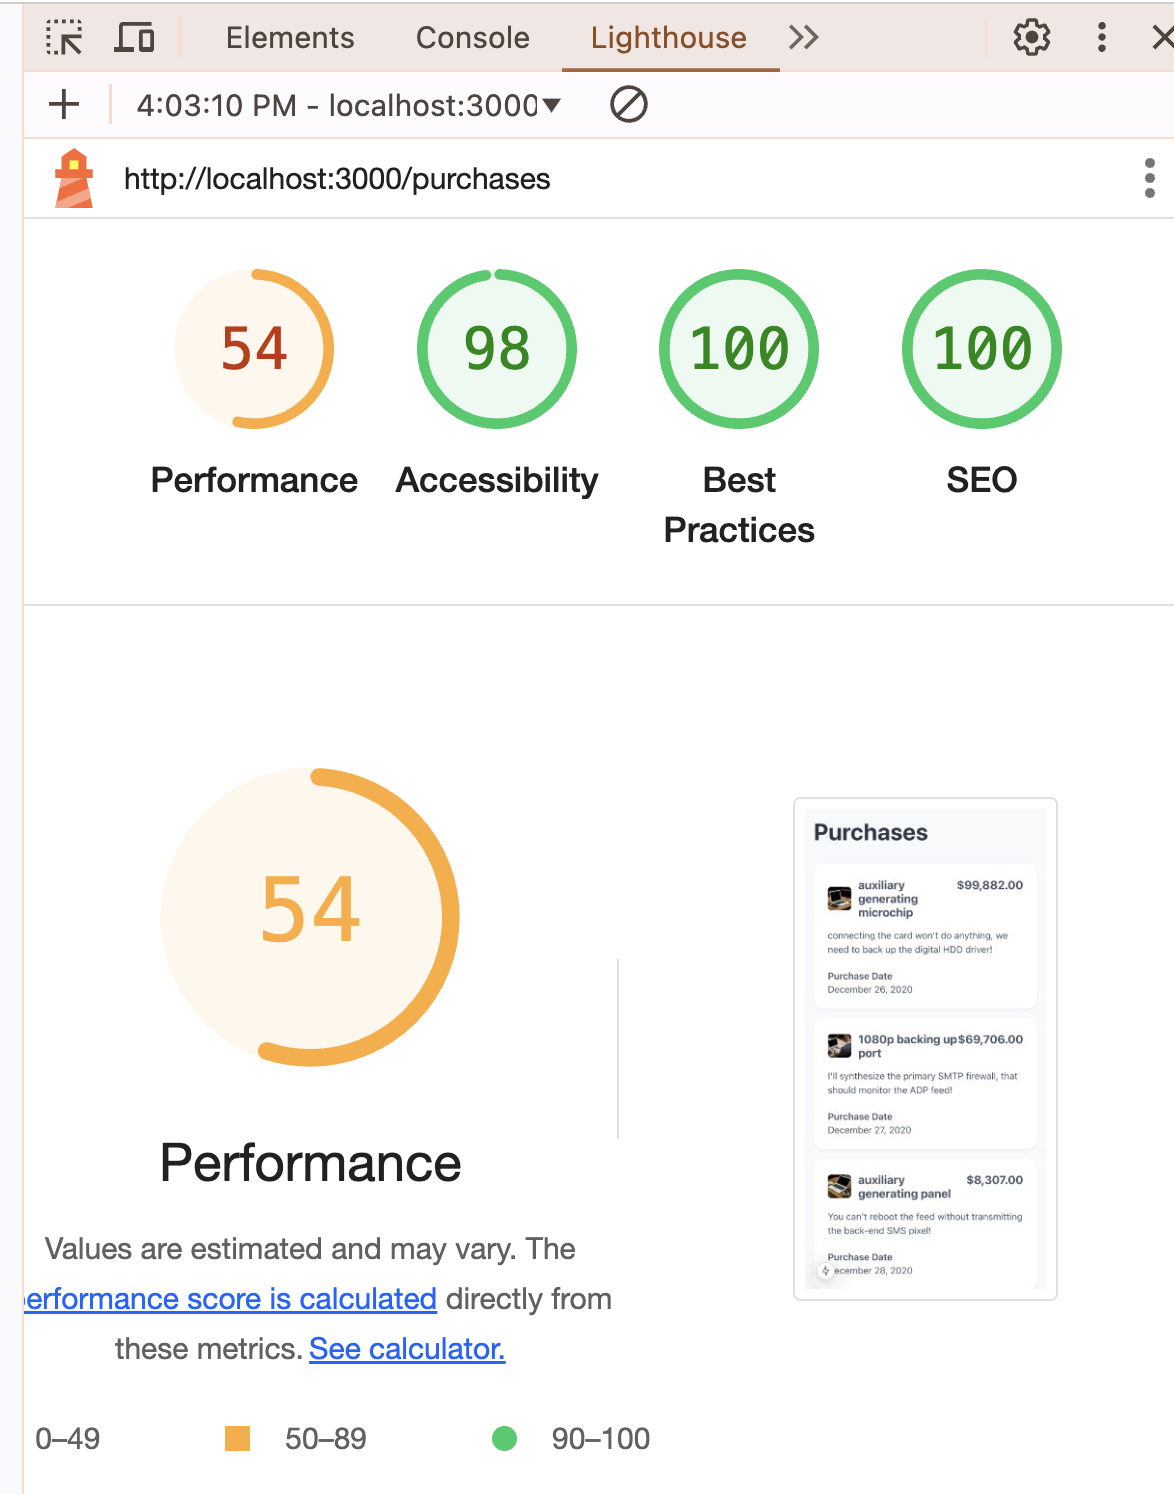 Elements Console Lighthouse
4:03:10 PM - localhost:3000
http://localhost:3000/purchases
54 98 100 100
Performance Accessibility Best Practices SEO
54
Performance
Values are estimated and may vary. The
performance score is calculated directly from
these metrics. See calculator.
0–49 50–89 90–100
Purchases
auxiliary $99,882.00
generating
microchip
connecting the card won't do anything, we
need to back up the digital HDD driver!
Purchase Date
December 26, 2020
1080p backing up $69,706.00
port
I'll synthesize the primary SMTP firewall, that
should monitor the ADP feed!
Purchase Date
December 27, 2020
auxiliary $8,307.00
generating panel
You can't reboot the feed without transmitting
the back-end SMS pixel!
Purchase Date
ecember 28, 2020